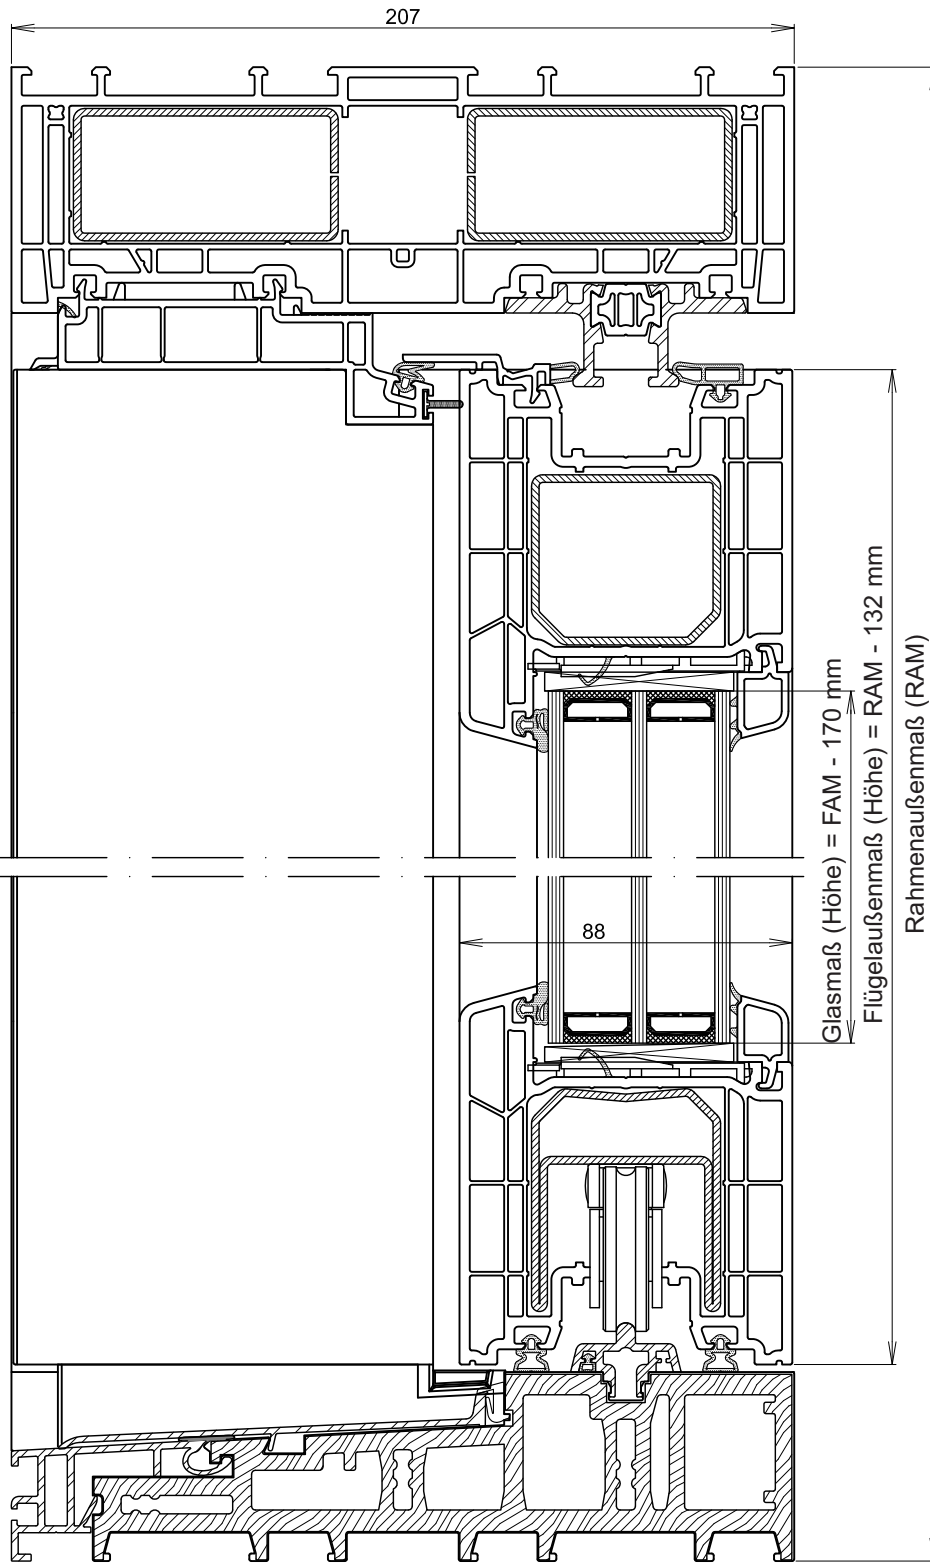 207
Glasmaß (Höhe) = FAM - 170 mm
Flügelaußenmaß (Höhe) = RAM - 132 mm
Rahmenaußenmaß (RAM)
88